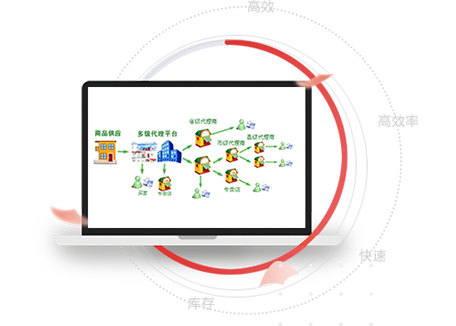 高效
省级代理商
商品供应
多级代理平台
县级代理商
市级代理商
高效率
买家
专卖店
专卖店
快速
库存